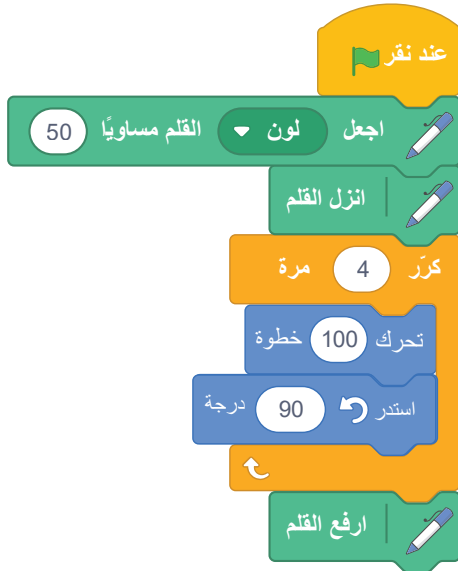 عند نقر
اجعل لون القلم مساويًا 50
انزل القلم
كرّر 4 مرة
تحرك 100 خطوة
استدر 90 درجة
ارفع القلم